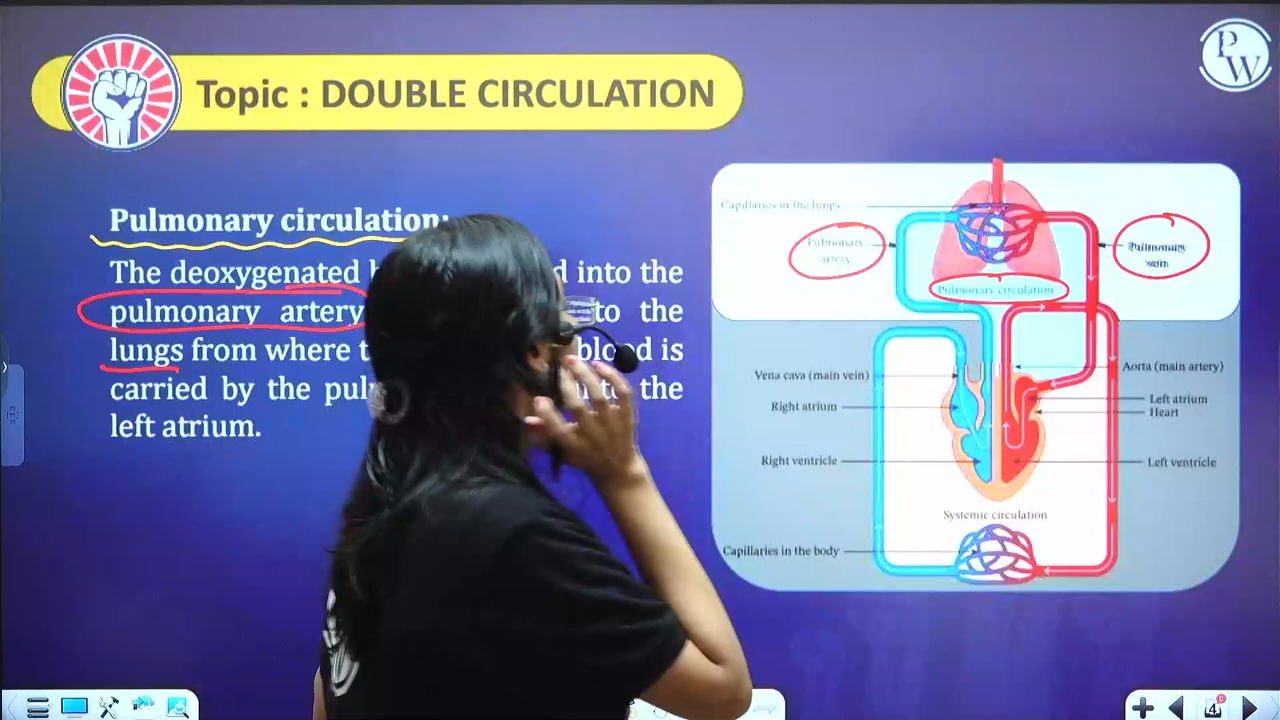 Topic : DOUBLE CIRCULATION
PW
Pulmonary circulation:
The deoxygenated into the
pulmonary artery to the
lungs from where blood is
carried by the the
left atrium.
Capillaries in the lungs
Pulmonary
artery
Pulmonary
vein
Pulmonary circulation
Vena cava (main vein)
Aorta (main artery)
Right atrium
Left atrium
Heart
Right ventricle
Left ventricle
Systemic circulation
Capillaries in the body
4
0